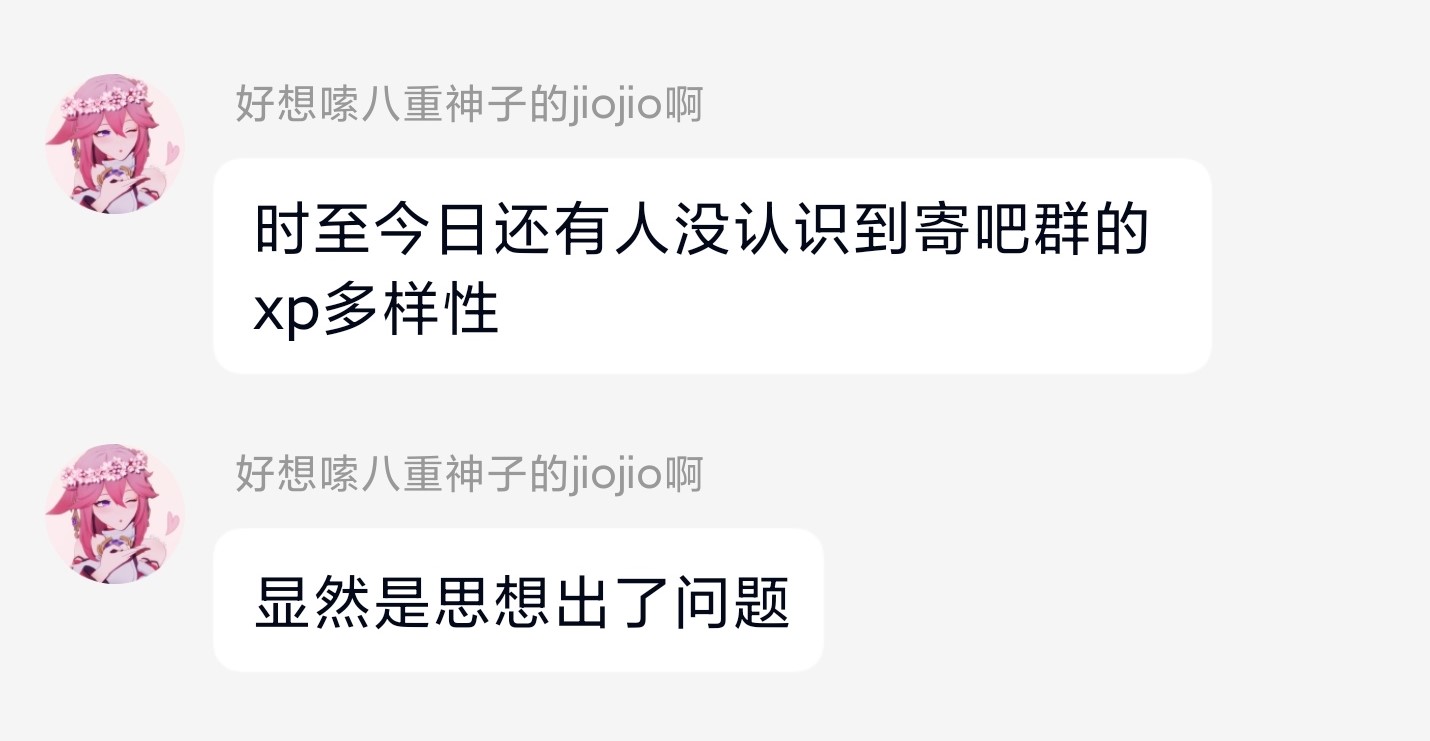 好想嗦八重神子的jiojio啊
时至今日还有人没认识到寄吧群的
xp多样性
好想嗦八重神子的jiojio啊
显然是思想出了问题